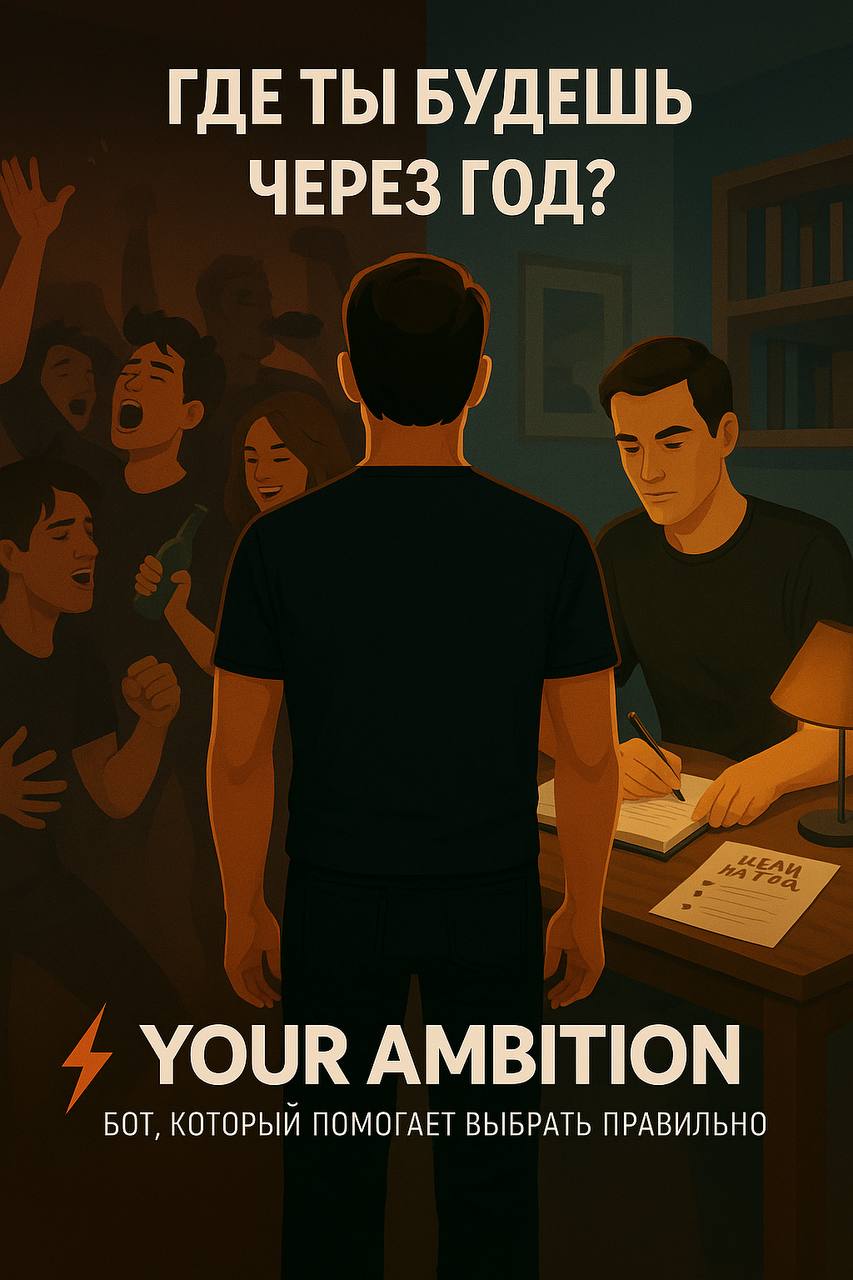 ГДЕ ТЫ БУДЕШЬ
ЧЕРЕЗ ГОД?
ЦЕЛИ
НА ГОД
YOUR AMBITION
БОТ, КОТОРЫЙ ПОМОГАЕТ ВЫБРАТЬ ПРАВИЛЬНО